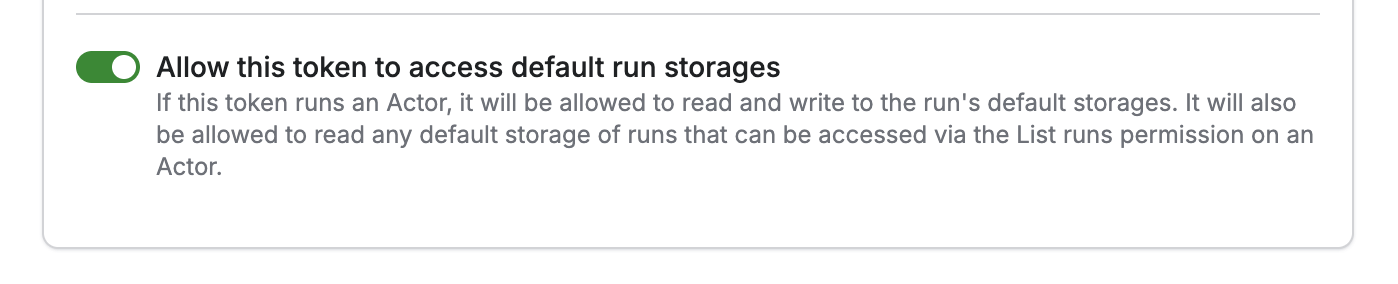 Allow this token to access default run storages
If this token runs an Actor, it will be allowed to read and write to the run's default storages. It will also
be allowed to read any default storage of runs that can be accessed via the List runs permission on an
Actor.